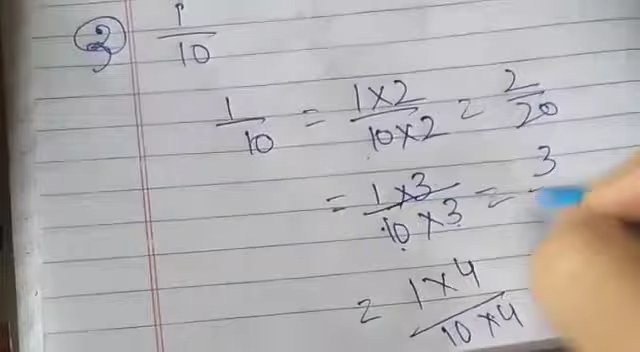 3 1/10
1/10 = 1×2/10×2 = 2/20
= 1×3/10×3 = 3
= 1×4/10×4